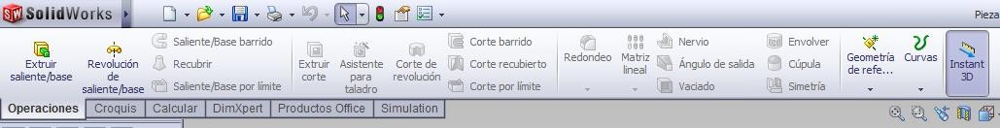 SW SolidWorks
Pieza
Extruir saliente/base
Revolución de saliente/base
Saliente/Base barrido
Recubrir
Saliente/Base por límite
Extruir corte
Asistente para taladro
Corte de revolución
Corte barrido
Corte recubierto
Corte por límite
Redondeo
Matriz lineal
Nervio
Ángulo de salida
Vaciado
Envolver
Cúpula
Simetría
Geometría de refe...
Curvas
Instant 3D
Operaciones
Croquis
Calcular
DimXpert
Productos Office
Simulation